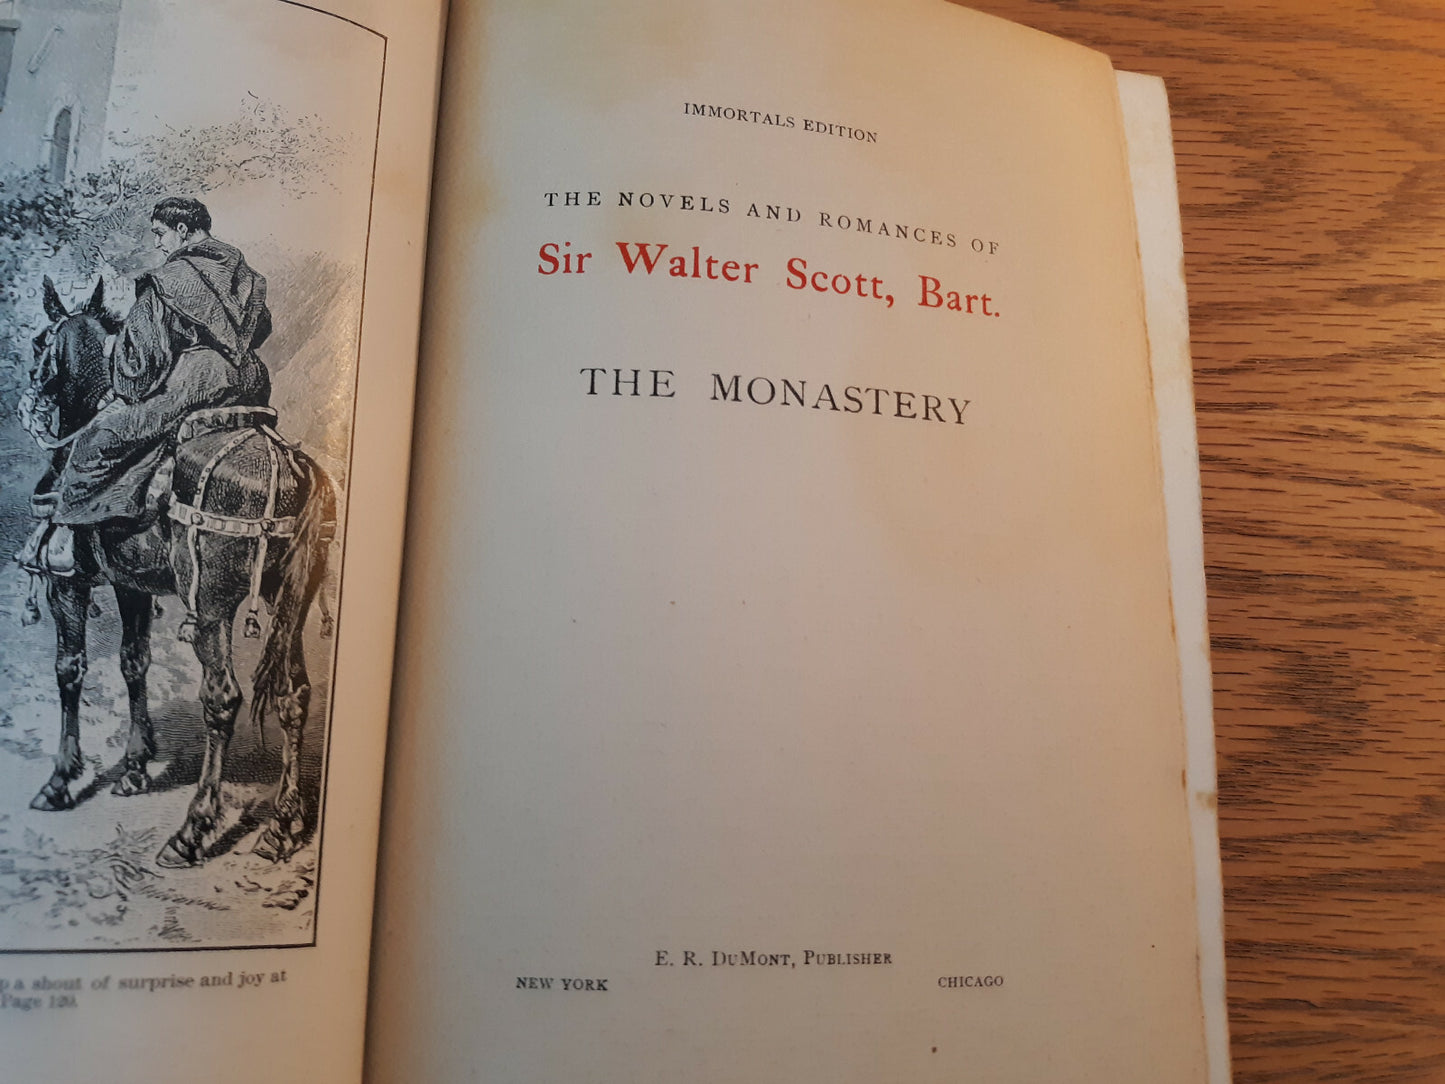 a shout of surprise and joy at
Page 120.
IMMORTALS EDITION
THE NOVELS AND ROMANCES OF
Sir Walter Scott, Bart.
THE MONASTERY
E. R. DUMONT, PUBLISHER
NEW YORK CHICAGO